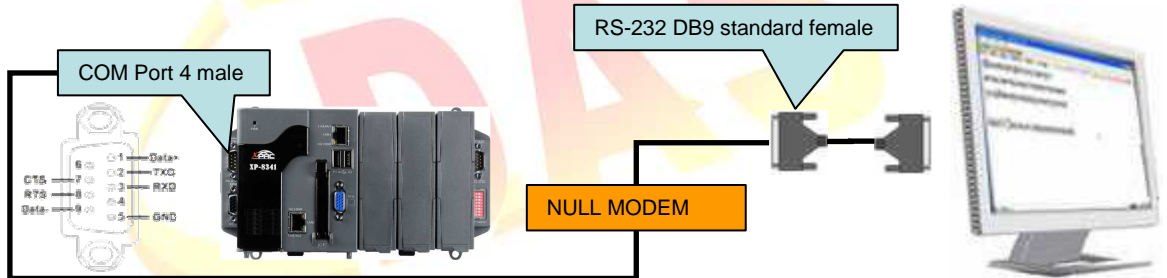 RS-232 DB9 standard female
COM Port 4 male
XPAC
XP-8341
6
1
Data+
2
TXD
CTS
7
3
RXD
RTS
8
4
Data-
9
5
GND
NULL MODEM